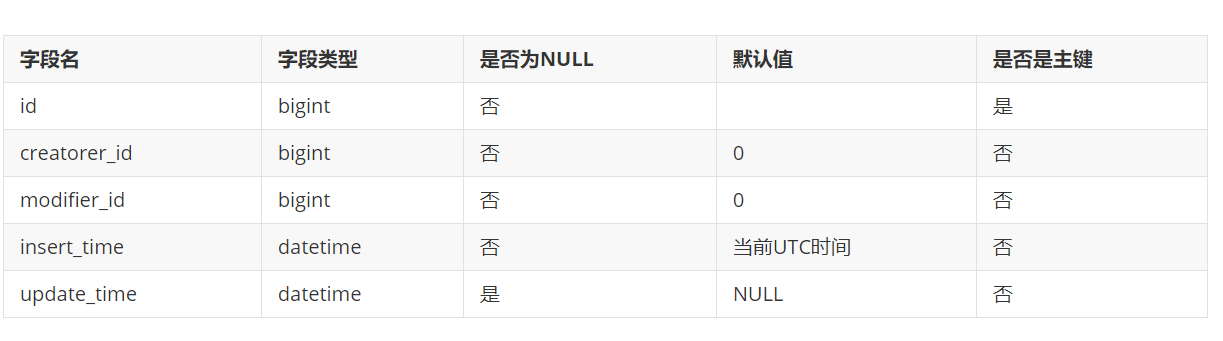 字段名 字段类型 是否为NULL 默认值 是否是主键
id bigint 否 是
creatorer_id bigint 否 0 否
modifier_id bigint 否 0 否
insert_time datetime 否 当前UTC时间 否
update_time datetime 是 NULL 否